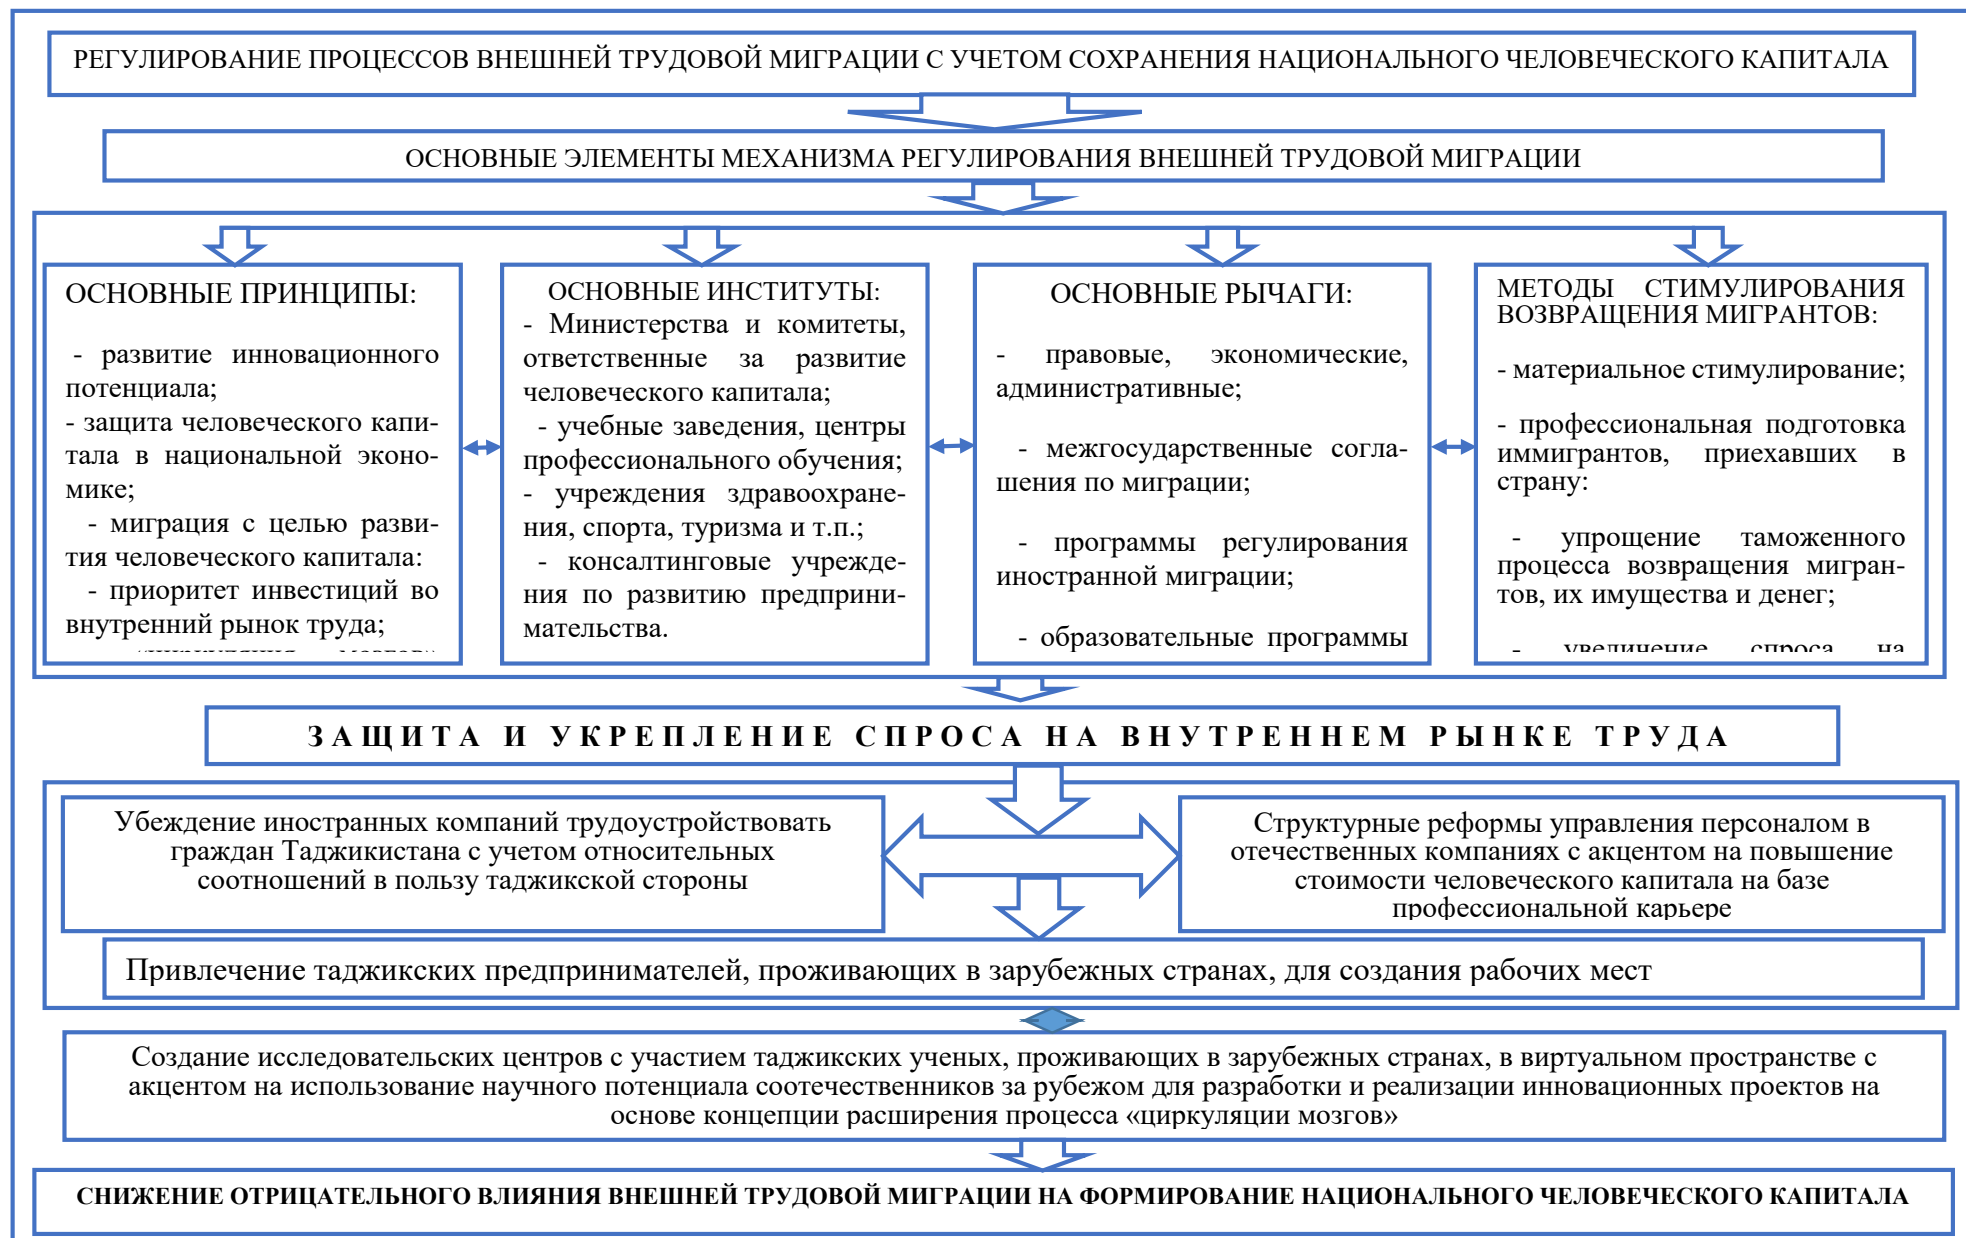 РЕГУЛИРОВАНИЕ ПРОЦЕССОВ ВНЕШНЕЙ ТРУДОВОЙ МИГРАЦИИ С УЧЕТОМ СОХРАНЕНИЯ НАЦИОНАЛЬНОГО ЧЕЛОВЕЧЕСКОГО КАПИТАЛА
ОСНОВНЫЕ ЭЛЕМЕНТЫ МЕХАНИЗМА РЕГУЛИРОВАНИЯ ВНЕШНЕЙ ТРУДОВОЙ МИГРАЦИИ
ОСНОВНЫЕ ПРИНЦИПЫ:
- развитие инновационного
потенциала;
- защита человеческого капи-
тала в национальной эконо-
мике;
- миграция с целью разви-
тия человеческого капитала:
- приоритет инвестиций во
внутренний рынок труда;
«циркуляция мозгов»
ОСНОВНЫЕ ИНСТИТУТЫ:
- Министерства и комитеты,
ответственные за развитие
человеческого капитала;
- учебные заведения, центры
профессионального обучения;
- учреждения здравоохране-
ния, спорта, туризма и т.п.;
- консалтинговые учрежде-
ния по развитию предприни-
мательства.
ОСНОВНЫЕ РЫЧАГИ:
- правовые, экономические,
административные;
- межгосударственные согла-
шения по миграции;
- программы регулирования
иностранной миграции;
- образовательные программы
МЕТОДЫ СТИМУЛИРОВАНИЯ
ВОЗВРАЩЕНИЯ МИГРАНТОВ:
- материальное стимулирование;
- профессиональная подготовка
иммигрантов, приехавших в
страну:
- упрощение таможенного
процесса возвращения мигран-
тов, их имущества и денег;
- увеличение спроса на
ЗАЩИТА И УКРЕПЛЕНИЕ СПРОСА НА ВНУТРЕННЕМ РЫНКЕ ТРУДА
Убеждение иностранных компаний трудоустройствовать
граждан Таджикистана с учетом относительных
соотношений в пользу таджикской стороны
Структурные реформы управления персоналом в
отечественных компаниях с акцентом на повышение
стоимости человеческого капитала на базе
профессиональной карьере
Привлечение таджикских предпринимателей, проживающих в зарубежных странах, для создания рабочих мест
Создание исследовательских центров с участием таджикских ученых, проживающих в зарубежных странах, в виртуальном пространстве с
акцентом на использование научного потенциала соотечественников за рубежом для разработки и реализации инновационных проектов на
основе концепции расширения процесса «циркуляции мозгов»
СНИЖЕНИЕ ОТРИЦАТЕЛЬНОГО ВЛИЯНИЯ ВНЕШНЕЙ ТРУДОВОЙ МИГРАЦИИ НА ФОРМИРОВАНИЕ НАЦИОНАЛЬНОГО ЧЕЛОВЕЧЕСКОГО КАПИТАЛА